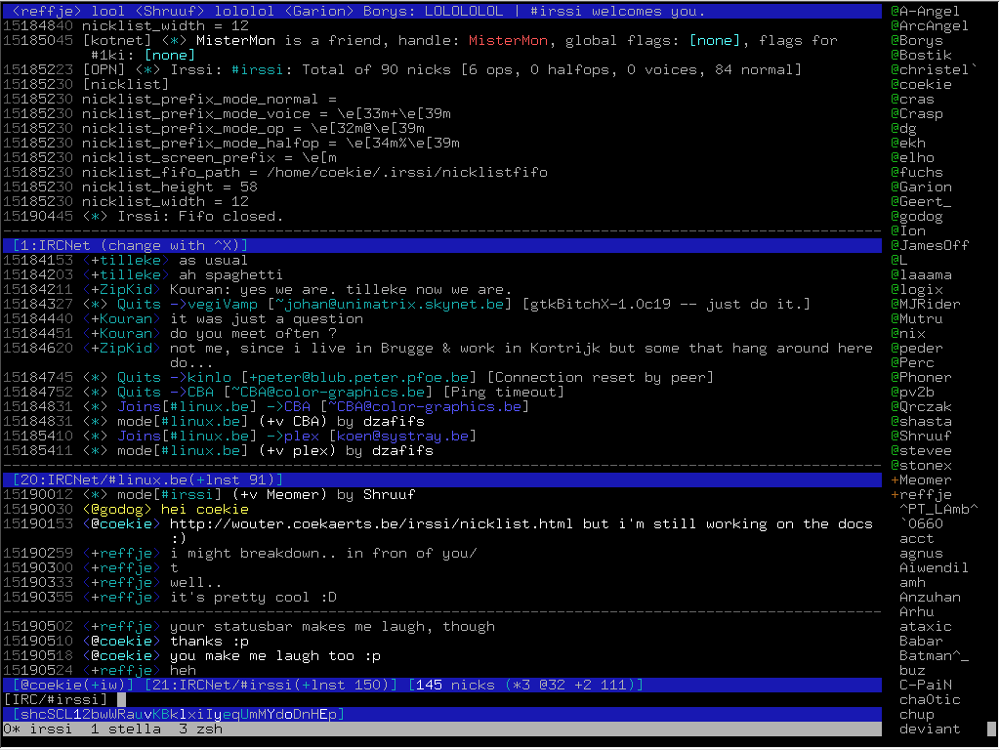 <reffje> lool <Shruuf> lololol <Garion> Borys: LOLOLOLOL | #irssi welcomes you.
15184840 nicklist_width = 12
15185045 [kotnet] <*> MisterMon is a friend, handle: MisterMon, global flags: [none], flags for
#1ki: [none]
15185223 [OPN] <*> Irssi: #irssi: Total of 90 nicks [6 ops, 0 halfops, 0 voices, 84 normal]
15185230 [nicklist]
15185230 nicklist_prefix_mode_normal =
15185230 nicklist_prefix_mode_voice = \e[33m+\e[39m
15185230 nicklist_prefix_mode_op = \e[32m@\e[39m
15185230 nicklist_prefix_mode_halfop = \e[34m%\e[39m
15185230 nicklist_screen_prefix = \e[m
15185230 nicklist_fifo_path = /home/coekie/.irssi/nicklistfifo
15185230 nicklist_height = 58
15185230 nicklist_width = 12
15190445 <*> Irssi: Fifo closed.
[1:IRCNet (change with ^X)]
15184153 <+tilleke> as usual
15184203 <+tilleke> ah spaghetti
15184211 <+ZipKid> Kouran: yes we are. tilleke now we are.
15184327 <*> Quits ->vegiVamp [~johan@unimatrix.skynet.be] [gtkBitchX-1.0c19 -- just do it.]
15184440 <+Kouran> it was just a question
15184451 <+Kouran> do you meet often ?
15184620 <+ZipKid> not me, since i live in Brugge & work in Kortrijk but some that hang around here
do...
15184745 <*> Quits ->kinlo [+peter@blub.peter.pfoe.be] [Connection reset by peer]
15184752 <*> Quits ->CBA [~CBA@color-graphics.be] [Ping timeout]
15184831 <*> Joins[#linux.be] ->CBA [~CBA@color-graphics.be]
15184831 <*> mode[#linux.be] (+v CBA) by dzafifs
15185410 <*> Joins[#linux.be] ->plex [koen@systray.be]
15185411 <*> mode[#linux.be] (+v plex) by dzafifs
[20:IRCNet/#linux.be(+lnst 91)]
15190012 <*> mode[#irssi] (+v Meomer) by Shruuf
15190030 <@godog> hei coekie
15190153 <@coekie> http://wouter.coekaerts.be/irssi/nicklist.html but i'm still working on the docs
:)
15190259 <+reffje> i might breakdown.. in fron of you/
15190300 <+reffje> t
15190333 <+reffje> well..
15190355 <+reffje> it's pretty cool :D
15190502 <+reffje> your statusbar makes me laugh, though
15190510 <@coekie> thanks :p
15190518 <@coekie> you make me laugh too :p
15190524 <+reffje> heh
[@coekie(+iw)] [21:IRCNet/#irssi(+lnst 150)] [145 nicks (*3 @32 +2 111)]
[IRC/#irssi]
[shcSCL12bwWRauvKBklxiIyeqUmMYdoDnHEp]
0* irssi  1 stella  3 zsh
@A-Angel
@ArcAngel
@Borys
@Bostik
@christel`
@coekie
@cras
@Crasp
@dg
@ekh
@elho
@fuchs
@Garion
@Geert_
@godog
@Ion
@JamesOff
@L
@laaama
@logix
@MJRider
@Mutru
@nix
@peder
@Perc
@Phoner
@pv2b
@Qrczak
@shasta
@Shruuf
@stevee
@stonex
+Meomer
+reffje
^PT_LAmb^
`0660
acct
agnus
Aiwendil
amh
Anzuhan
Arhu
ataxic
Babar
Batman^_
buz
C-PaiN
cha0tic
chup
deviant